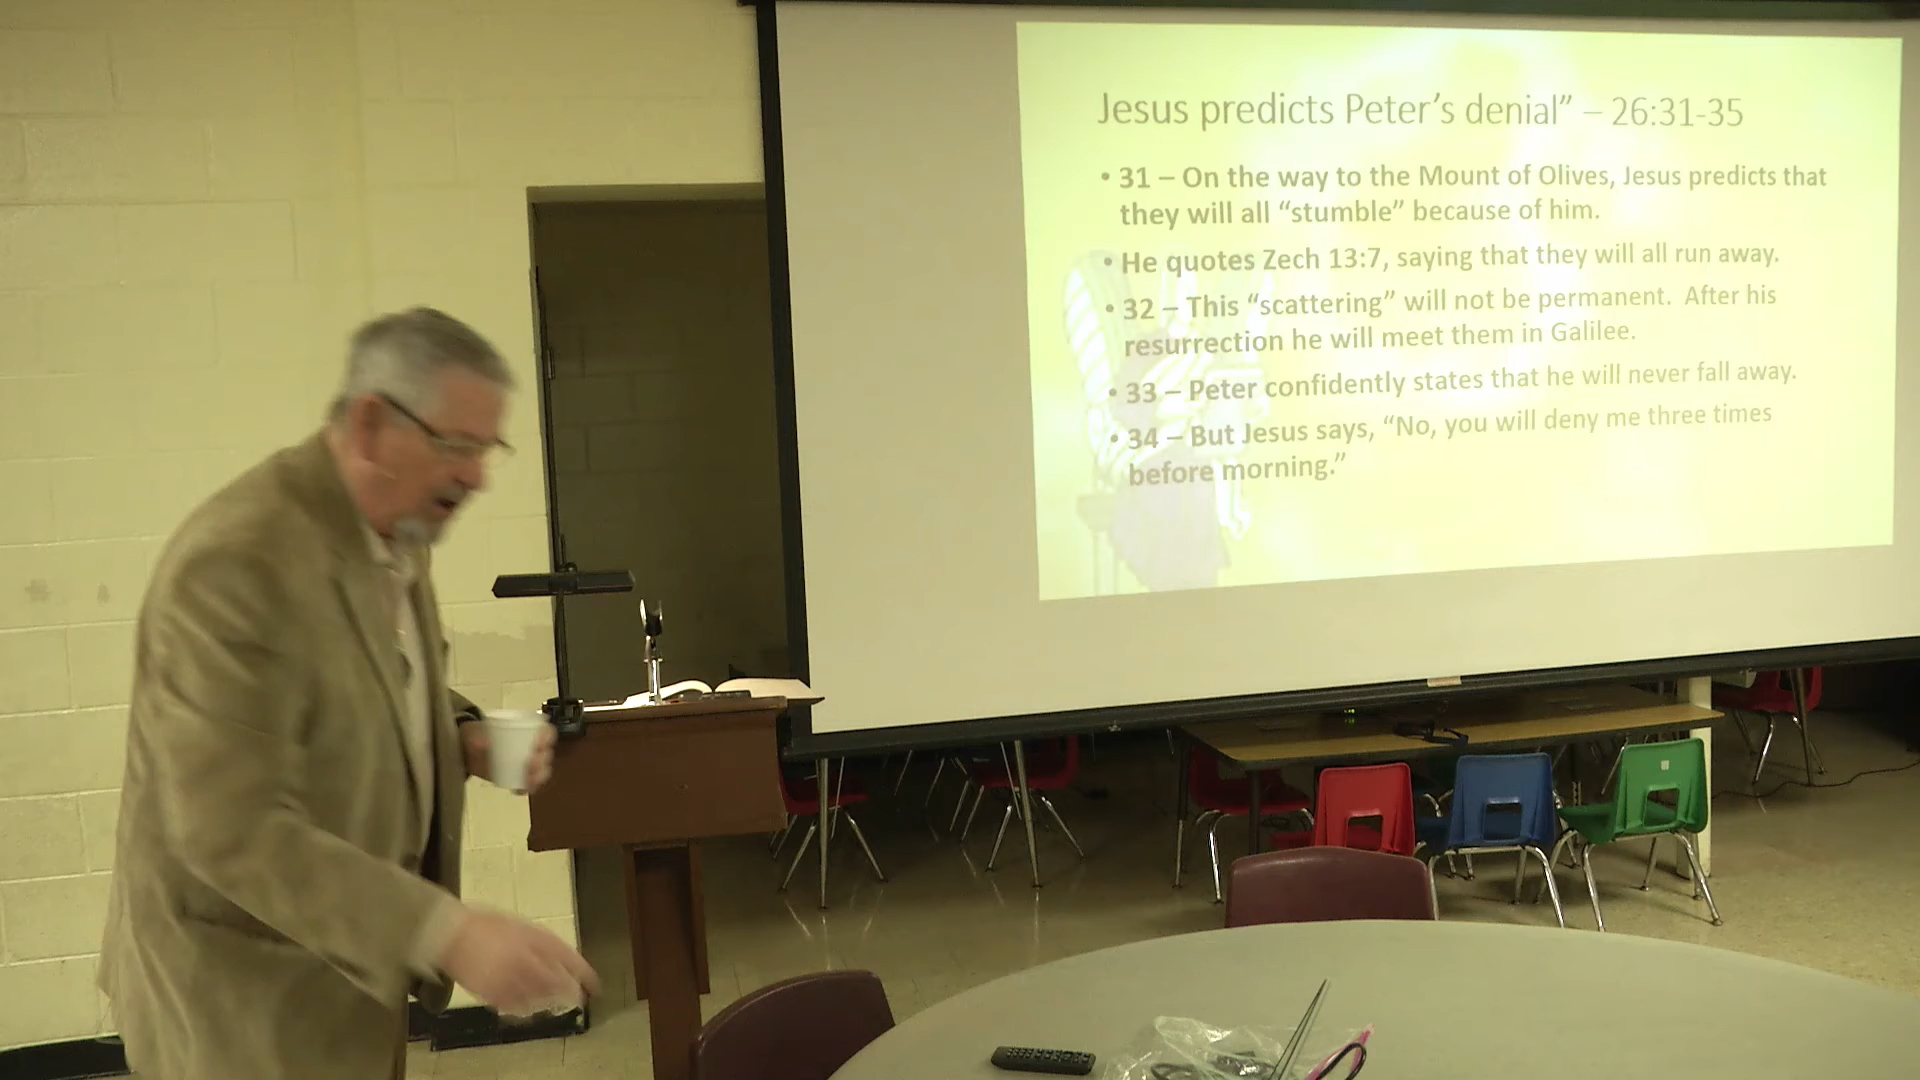 Jesus predicts Peter's denial” – 26:31-35
• 31 – On the way to the Mount of Olives, Jesus predicts that
they will all “stumble” because of him.
• He quotes Zech 13:7, saying that they will all run away.
• 32 – This “scattering” will not be permanent.  After his
resurrection he will meet them in Galilee.
• 33 – Peter confidently states that he will never fall away.
• 34 – But Jesus says, “No, you will deny me three times
before morning.”